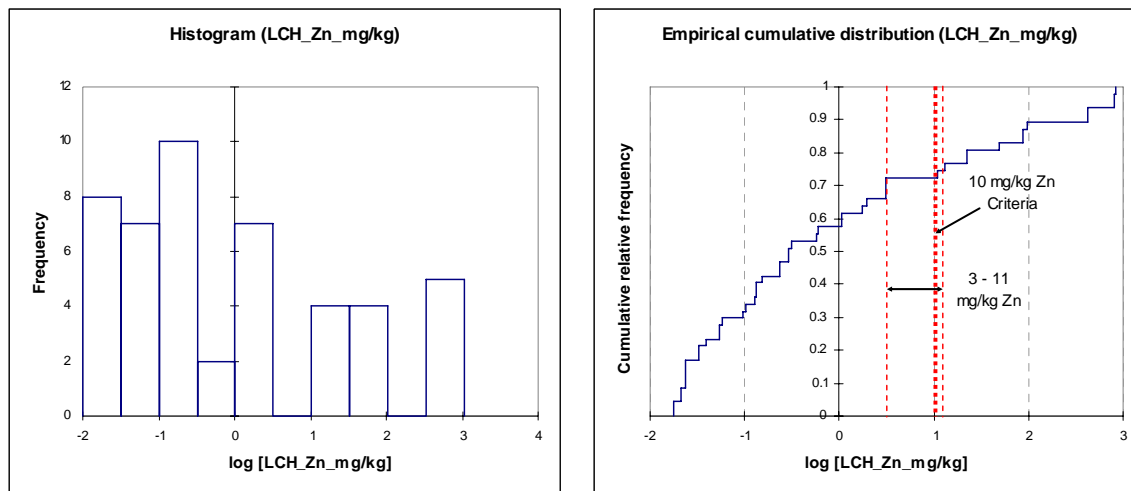 Histogram (LCH_Zn_mg/kg)
12
10
8
6
4
2
0
-2 -1 0 1 2 3 4
Frequency
log [LCH_Zn_mg/kg]
Empirical cumulative distribution (LCH_Zn_mg/kg)
1
0.9
0.8
0.7
0.6
0.5
0.4
0.3
0.2
0.1
0
-2 -1 0 1 2 3
Cumulative relative frequency
10 mg/kg Zn
Criteria
3 - 11
mg/kg Zn
log [LCH_Zn_mg/kg]